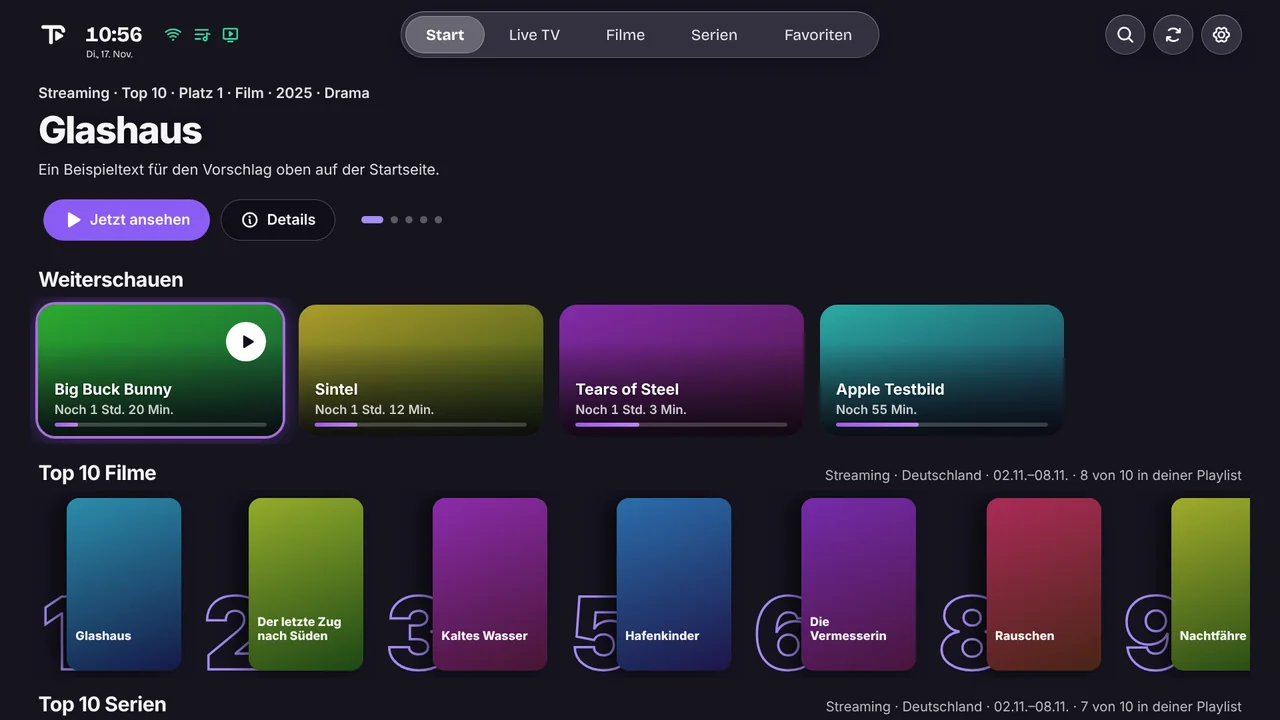 10:56
Di., 17. Nov.
Start
Live TV
Filme
Serien
Favoriten
Streaming · Top 10 · Platz 1 · Film · 2025 · Drama
Glashaus
Ein Beispieltext für den Vorschlag oben auf der Startseite.
Jetzt ansehen
Details
Weiterschauen
Big Buck Bunny
Noch 1 Std. 20 Min.
Sintel
Noch 1 Std. 12 Min.
Tears of Steel
Noch 1 Std. 3 Min.
Apple Testbild
Noch 55 Min.
Top 10 Filme
Streaming · Deutschland · 02.11.–08.11. · 8 von 10 in deiner Playlist
1
Glashaus
2
Der letzte Zug
nach Süden
3
Kaltes Wasser
5
Hafenkinder
6
Die
Vermesserin
8
Rauschen
9
Nachtfähre
Top 10 Serien
Streaming · Deutschland · 02.11.–08.11. · 7 von 10 in deiner Playlist